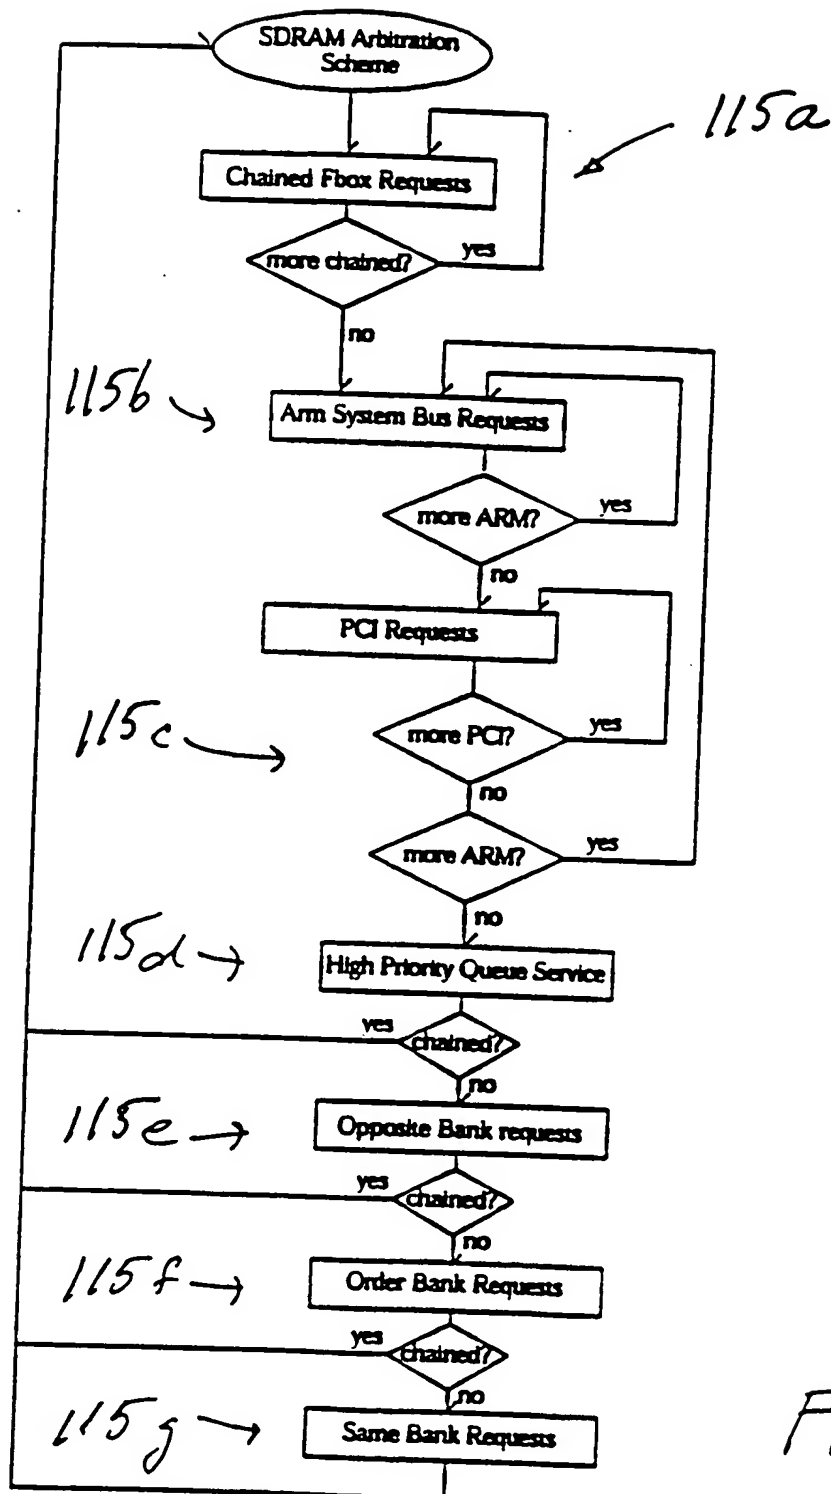 SDRAM Arbitration
Scheme
115a
Chained Fbox Requests
more chained?
yes
no
115b
Arm System Bus Requests
more ARM?
yes
no
PCI Requests
115c
more PCI?
yes
no
more ARM?
yes
no
115d
High Priority Queue Service
yes
chained?
no
115e
Opposite Bank requests
yes
chained?
no
115f
Order Bank Requests
yes
chained?
no
115g
Same Bank Requests